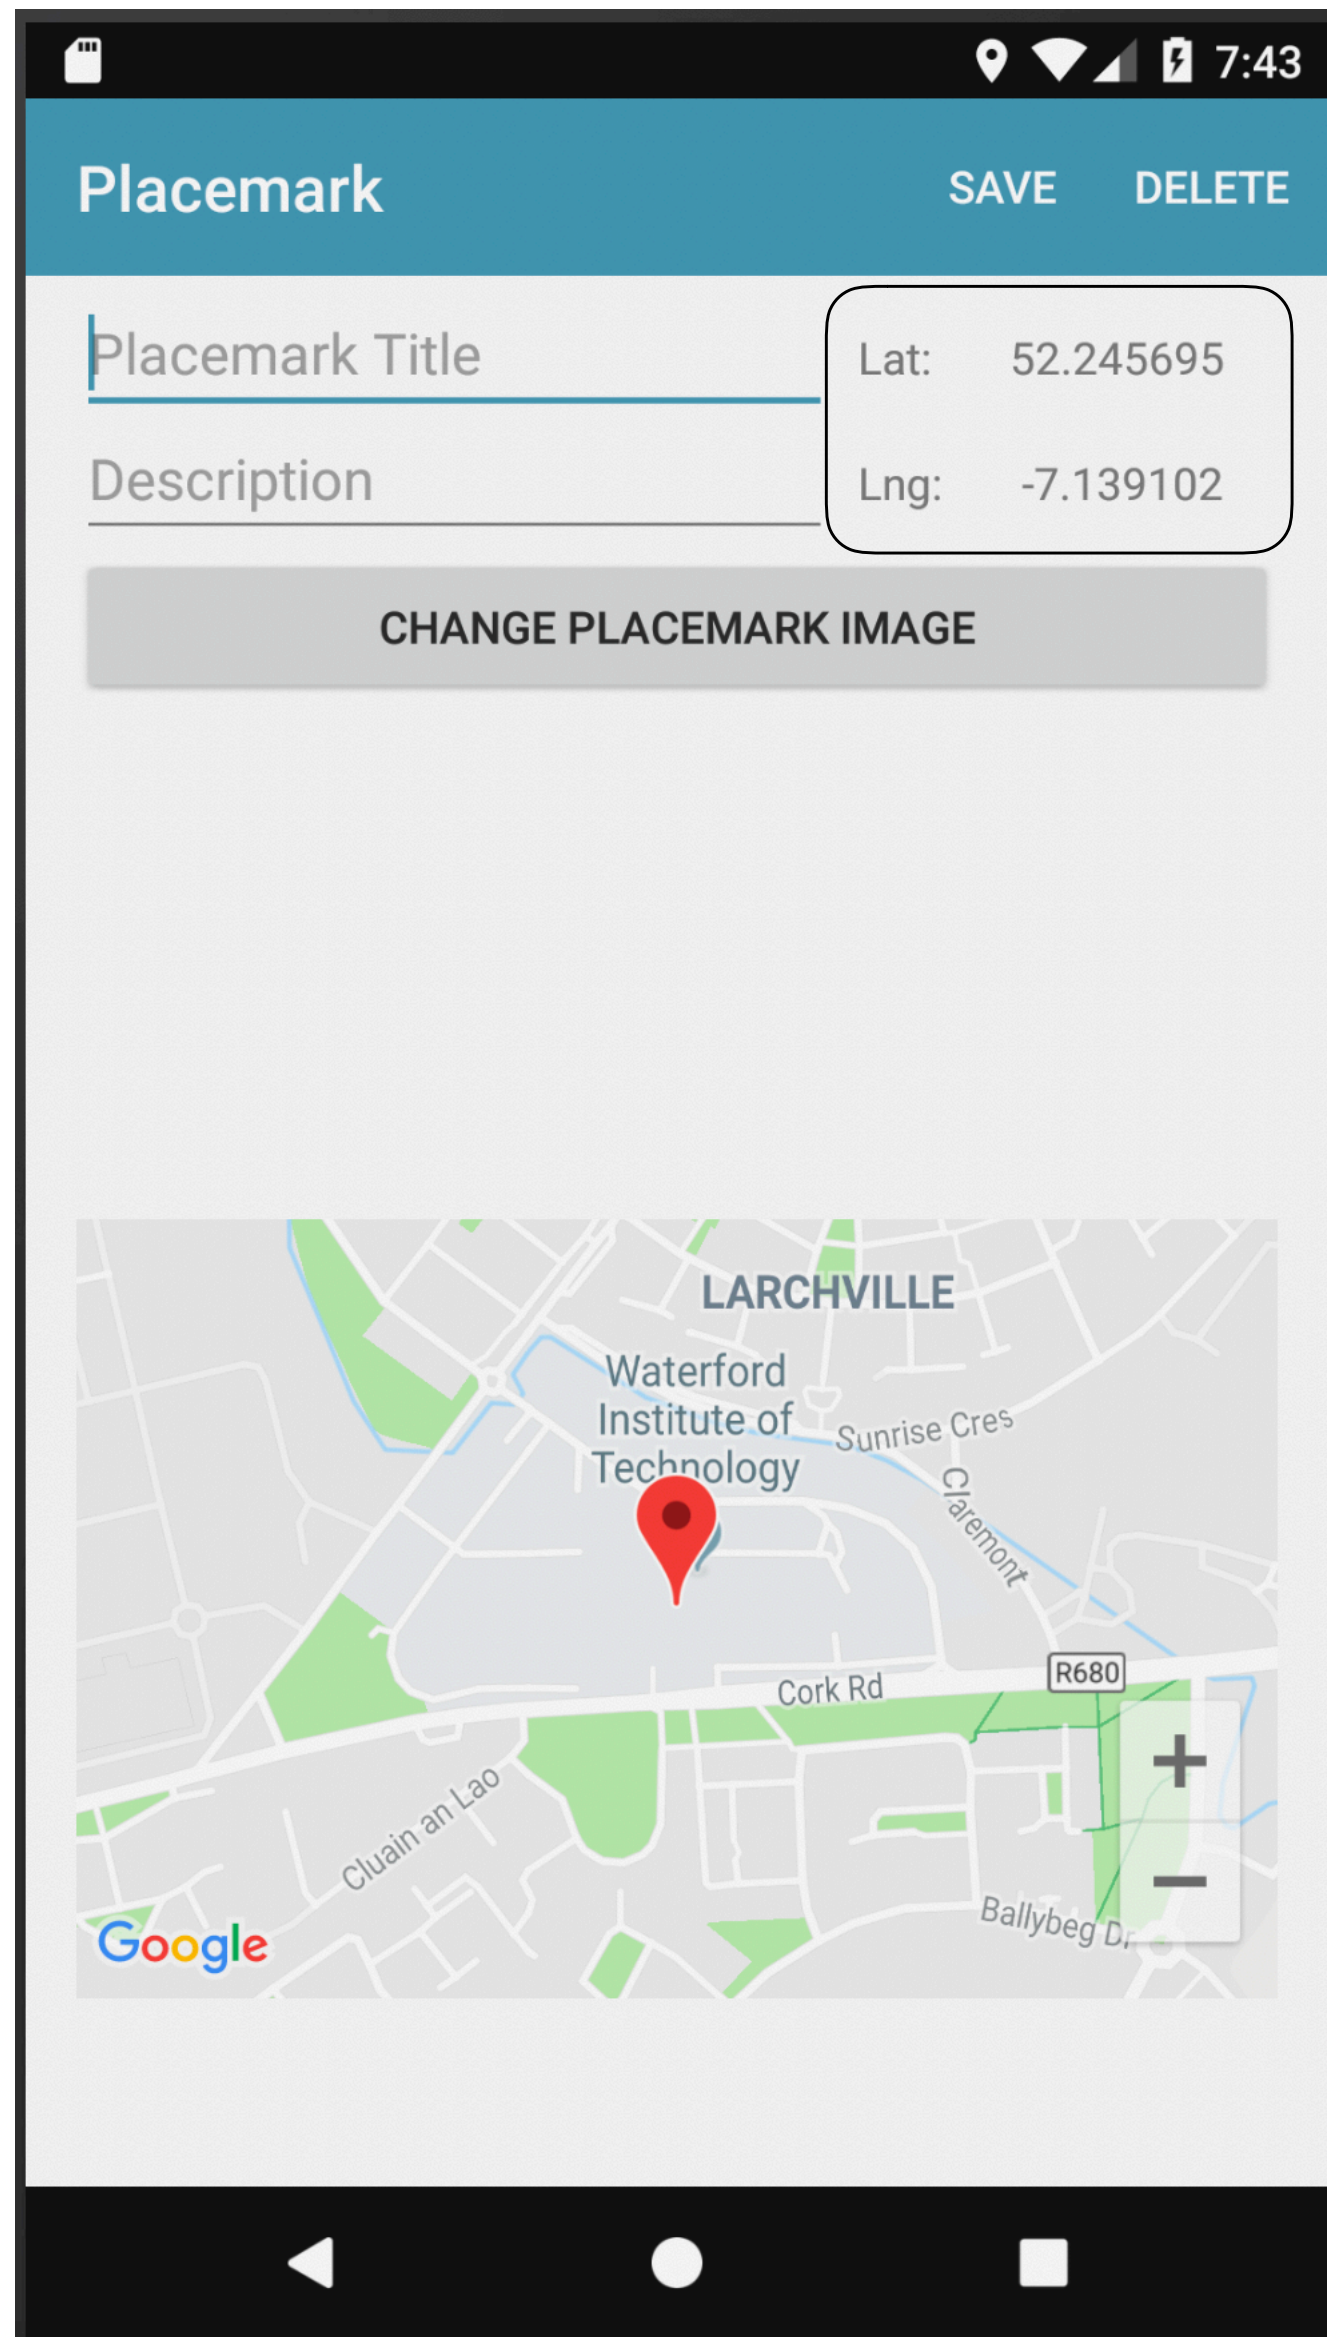 7:43
Placemark SAVE DELETE
Placemark Title Lat: 52.245695
Description Lng: -7.139102
CHANGE PLACEMARK IMAGE
LARCHVILLE
Waterford
Institute of
Technology
Sunrise Cres
Claremont
R680
Cork Rd
Cluain an Lao
Ballybeg Dr
Google